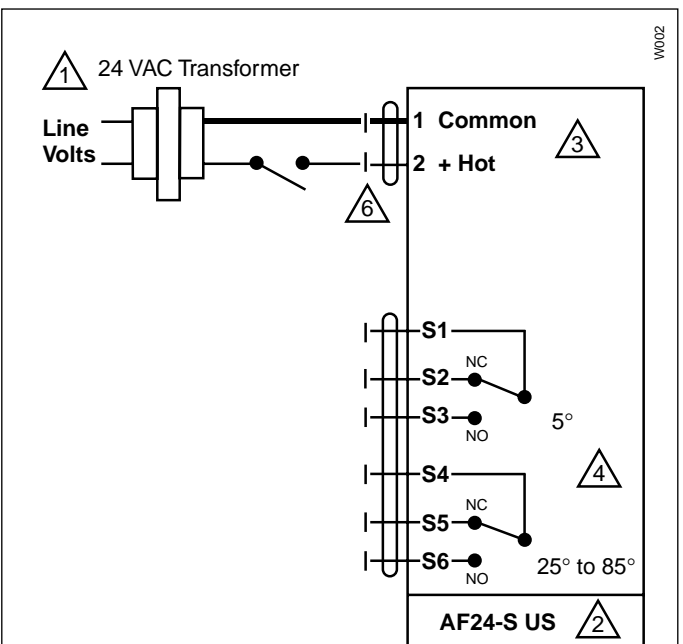 W002
1 24 VAC Transformer
Line
Volts
1 Common
3
2 + Hot
6
S1
NC
S2
S3
NO
5°
S4
4
NC
S5
S6
NO
25° to 85°
AF24-S US 2